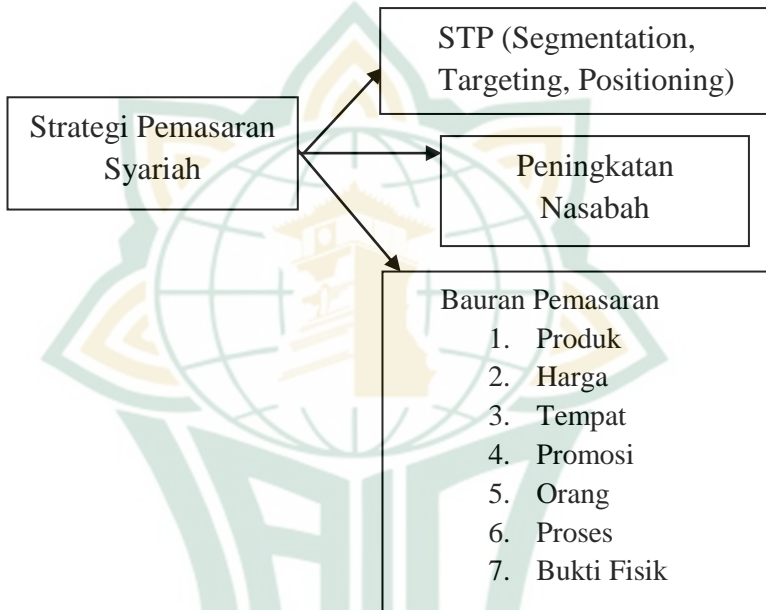 STP (Segmentation,
Targeting, Positioning)
Strategi Pemasaran
Syariah
Peningkatan
Nasabah
Bauran Pemasaran
1. Produk
2. Harga
3. Tempat
4. Promosi
5. Orang
6. Proses
7. Bukti Fisik